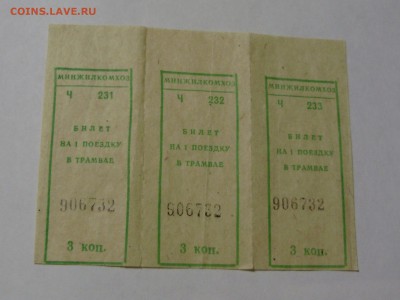 COINS.LAVE.RU
МИНЖИЛКОМХОЗ
Ч 231
БИЛЕТ
НА 1 ПОЕЗДКУ
В ТРАМВАЕ
906732
3 коп.
МИНЖИЛКОМХОЗ
Ч 232
БИЛЕТ
НА 1 ПОЕЗДКУ
В ТРАМВАЕ
906732
3 коп.
МИНЖИЛКОМХОЗ
Ч 233
БИЛЕТ
НА 1 ПОЕЗДКУ
В ТРАМВАЕ
906732
3 коп.